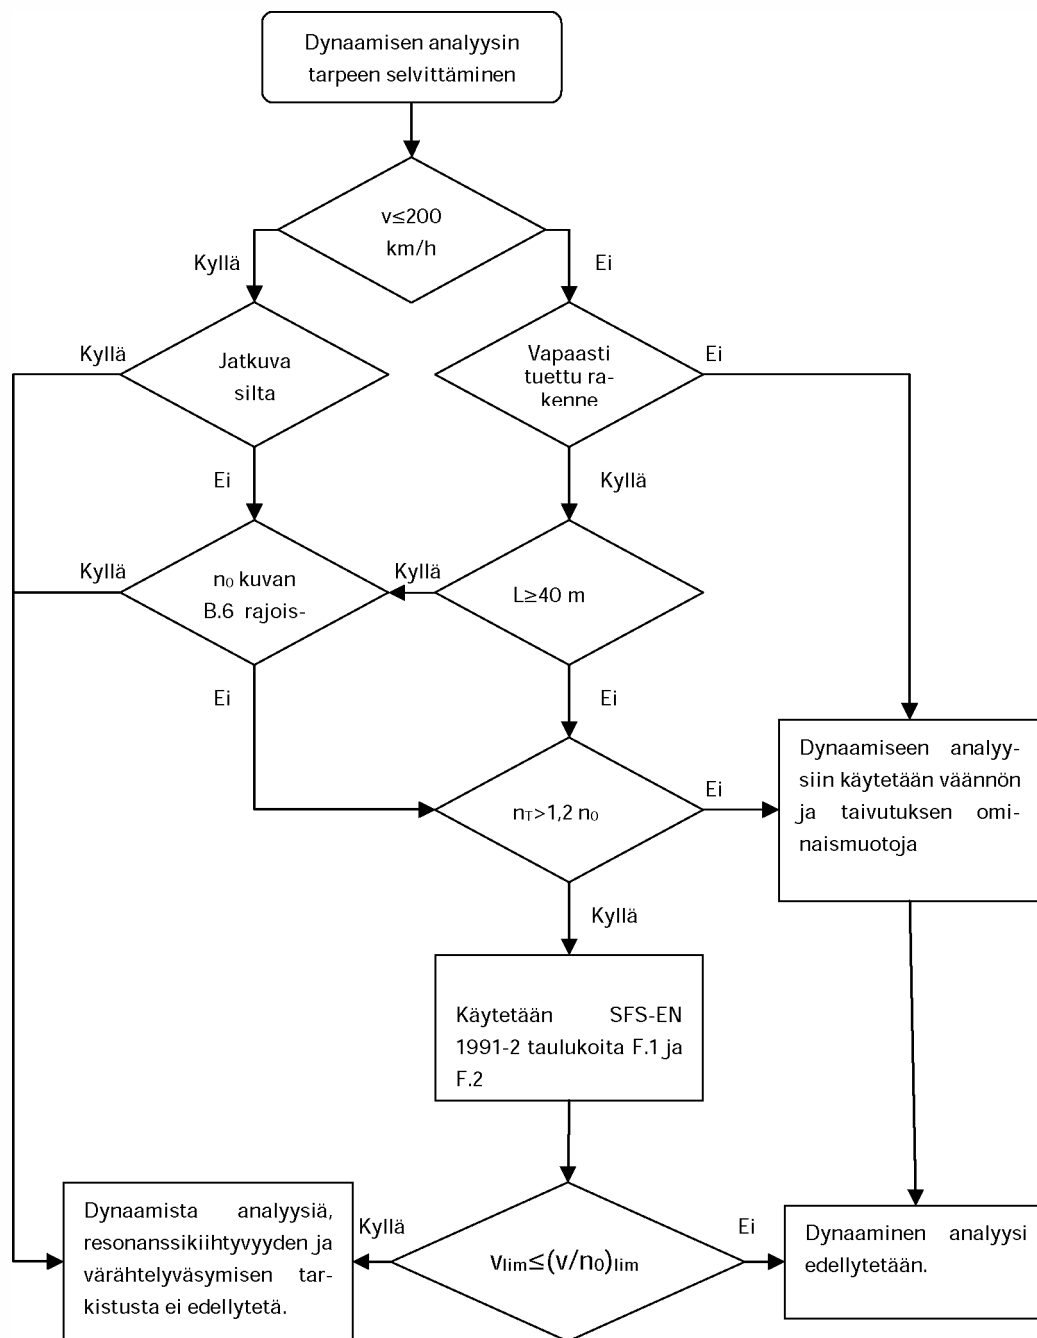 Dynaamisen analyysin
tarpeen selvittäminen
v≤200
km/h
Kyllä
Ei
Kyllä
Jatkuva
silta
Vapaasti
tuettu ra-
kenne
Ei
Ei
Kyllä
Kyllä
n₀ kuvan
B.6 rajois-
Kyllä
L≥40 m
Ei
Ei
n_T>1,2 n₀
Ei
Dynaamiseen analyy-
siin käytetään väännön
ja taivutuksen omi-
naismuotoja
Kyllä
Käytetään SFS-EN
1991-2 taulukoita F.1 ja
F.2
Dynaamista analyysiä,
resonanssikiihtyvyyden ja
värähtelyväsymisen tar-
kistusta ei edellytetä.
Kyllä
v_lim≤(v/n₀)_lim
Ei
Dynaaminen analyysi
edellytetään.